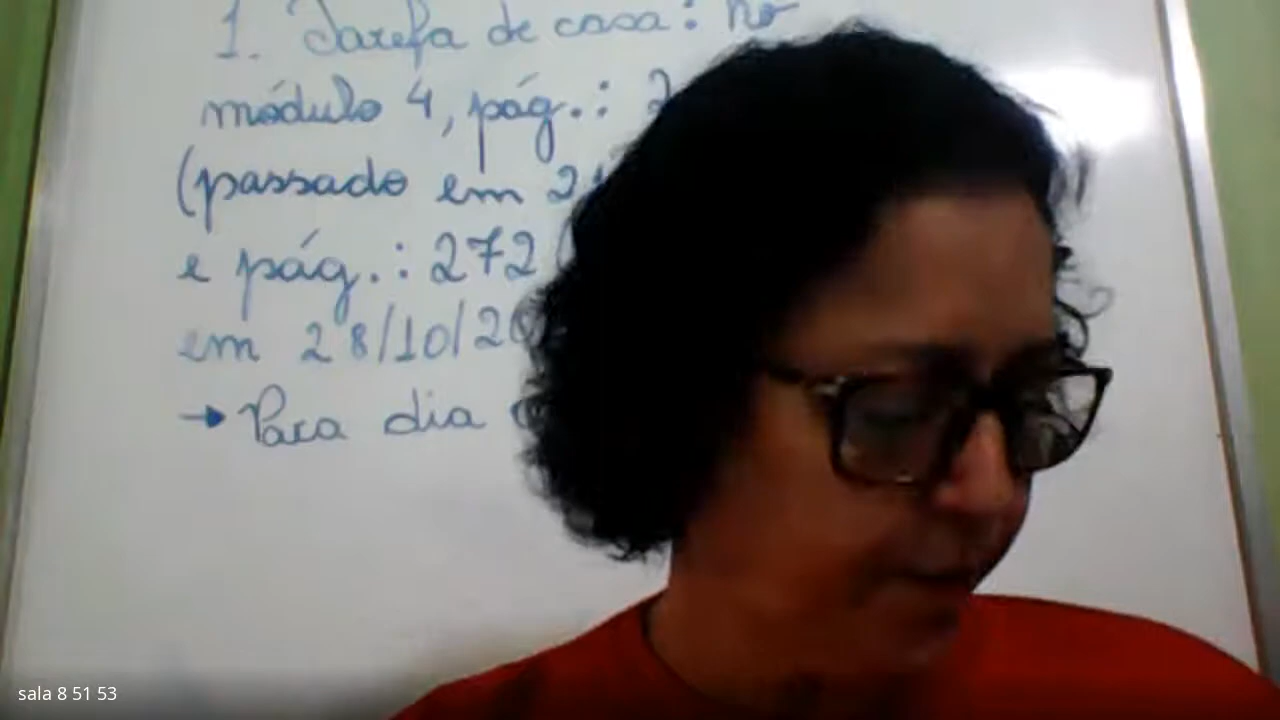 1. Tarefa de casa: no
módulo 4, pág.: 2
(passado em 2
e pág.: 272
em 28/10/20
→ Para dia
sala 8 51 53